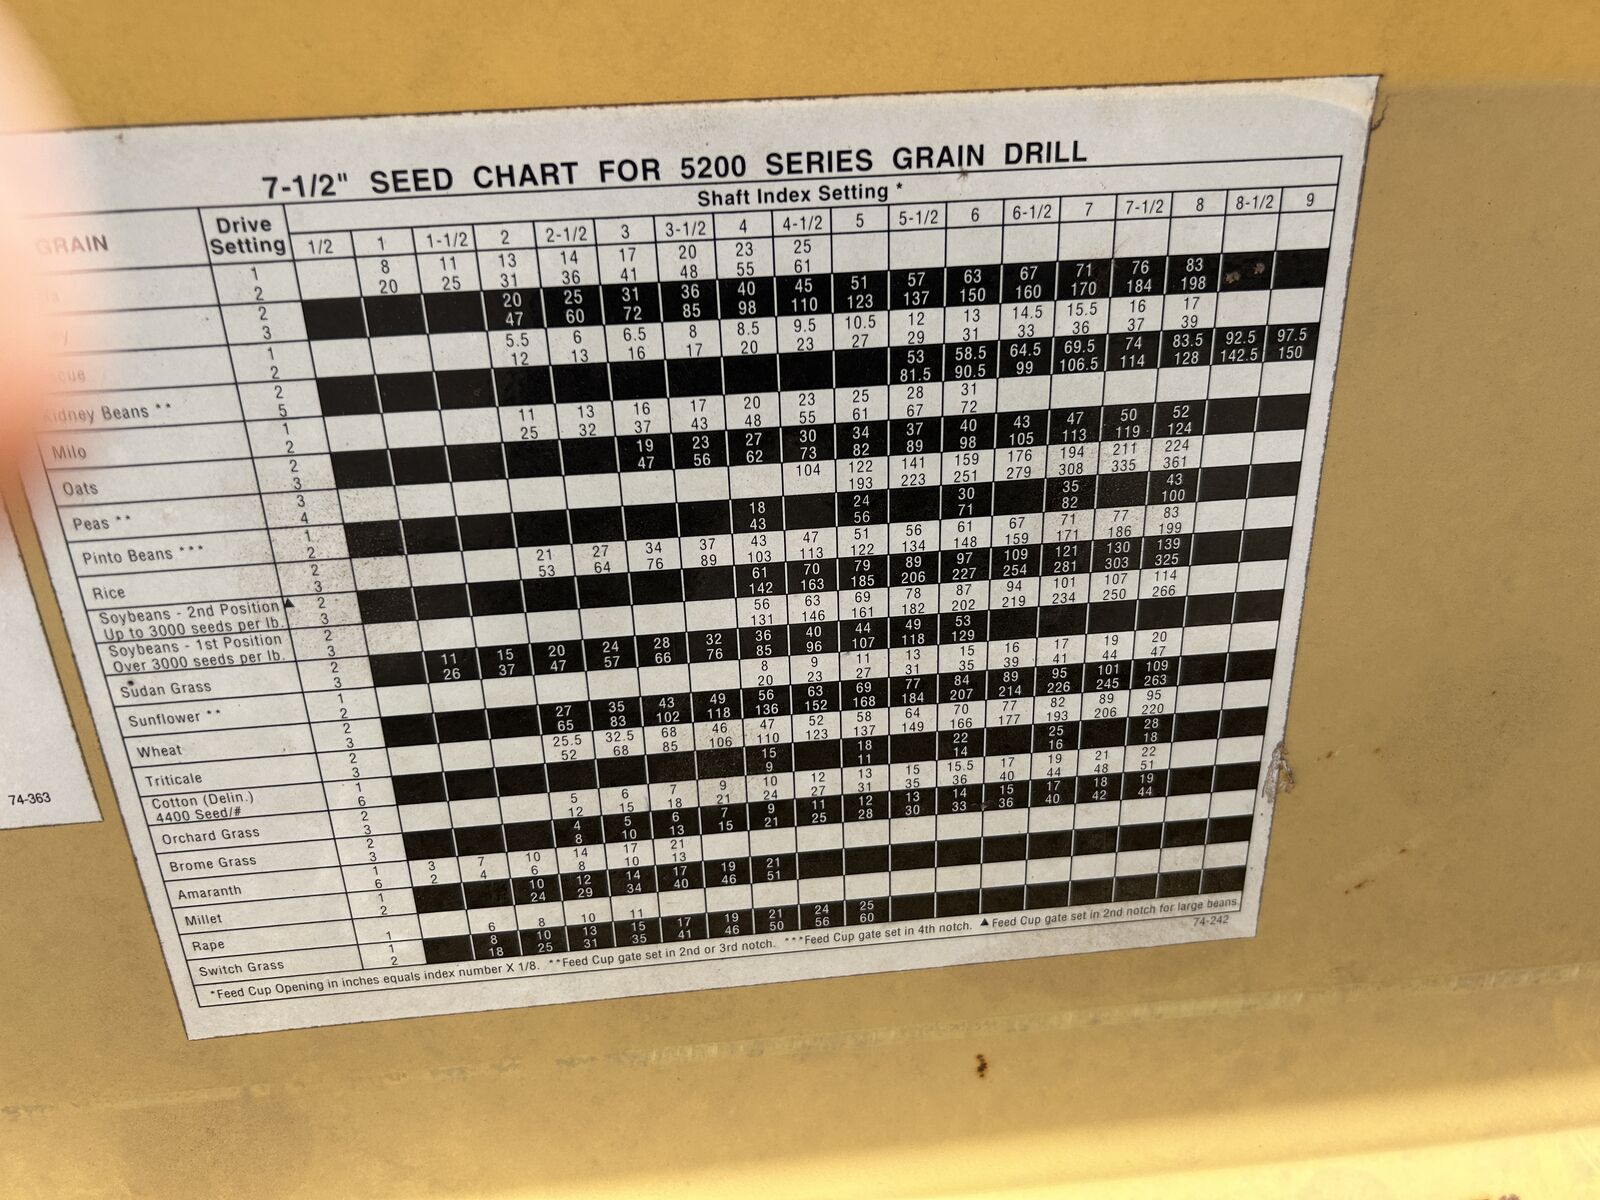 7-1/2" SEED CHART FOR 5200 SERIES GRAIN DRILL
GRAIN Drive Setting Shaft Index Setting *
1/2 1 1-1/2 2 2-1/2 3 3-1/2 4 4-1/2 5 5-1/2 6 6-1/2 7 7-1/2 8 8-1/2 9
1 8 11 13 14 17 20 23 25
2 20 25 31 36 41 48 55 61
2 20 25 31 36 40 45 51 57 63 67 71 76 83
3 47 60 72 85 98 110 123 137 150 160 170 184 198
1 5.5 6 6.5 8 8.5 9.5 10.5 12 13 14.5 15.5 16 17
2 12 13 16 17 20 23 27 29 31 33 36 37 39
Kidney Beans ** 2 53 58.5 64.5 69.5 74 83.5 92.5 97.5
5 81.5 90.5 99 106.5 114 128 142.5 150
Milo 1 11 13 16 17 20 23 25 28 31
2 25 32 37 43 48 55 61 67 72
Oats 2 19 23 27 30 34 37 40 43 47 50 52
3 47 56 62 73 82 89 98 105 113 119 124
Peas ** 3 104 122 141 159 176 194 211 224
4 193 223 251 279 308 335 361
Pinto Beans *** 1 18 24 30 35 43
2 43 56 71 82 100
Rice 2 21 27 34 37 43 47 51 56 61 67 71 77 83
3 53 64 76 89 103 113 122 134 148 159 171 186 199
Soybeans - 2nd Position ▲ 2 61 70 79 89 97 109 121 130 139
Up to 3000 seeds per lb. 3 142 163 185 206 227 254 281 303 325
Soybeans - 1st Position 2 56 63 69 78 87 94 101 107 114
Over 3000 seeds per lb. 3 131 146 161 182 202 219 234 250 266
Sudan Grass 2 11 15 20 24 28 32 36 40 44 49 53
3 26 37 47 57 66 76 85 96 107 118 129
Sunflower ** 1 8 9 11 13 15 16 17 19 20
2 20 23 27 31 35 39 41 44 47
Wheat 2 27 35 43 49 56 63 69 77 84 89 95 101 109
3 65 83 102 118 136 152 168 184 207 214 226 245 263
Triticale 2 25.5 32.5 68 46 47 52 58 64 70 77 82 89 95
3 52 68 85 106 110 123 137 149 166 177 193 206 220
Cotton (Delin.) 1 15 18 22 25 28
4400 Seed/# 6 9 11 14 16 18
Orchard Grass 2 5 6 7 9 10 12 13 15 15.5 17 19 21 22
3 12 15 18 21 24 27 31 35 36 40 44 48 51
Brome Grass 2 4 5 6 7 9 11 12 13 14 15 17 18 19
3 8 10 13 15 21 25 28 30 33 36 40 42 44
Amaranth 1 3 7 10 14 17 21
6 2 4 6 8 10 13
Millet 1 10 12 14 17 19 21
2 24 29 34 40 46 51
Rape 1 6 8 10 11
Switch Grass 1 8 10 13 15 17 19 21 24 25
2 18 25 31 35 41 46 50 56 60
*Feed Cup Opening in inches equals index number X 1/8. **Feed Cup gate set in 2nd or 3rd notch. ***Feed Cup gate set in 4th notch. ▲Feed Cup gate set in 2nd notch for large beans.
74-242
74-363